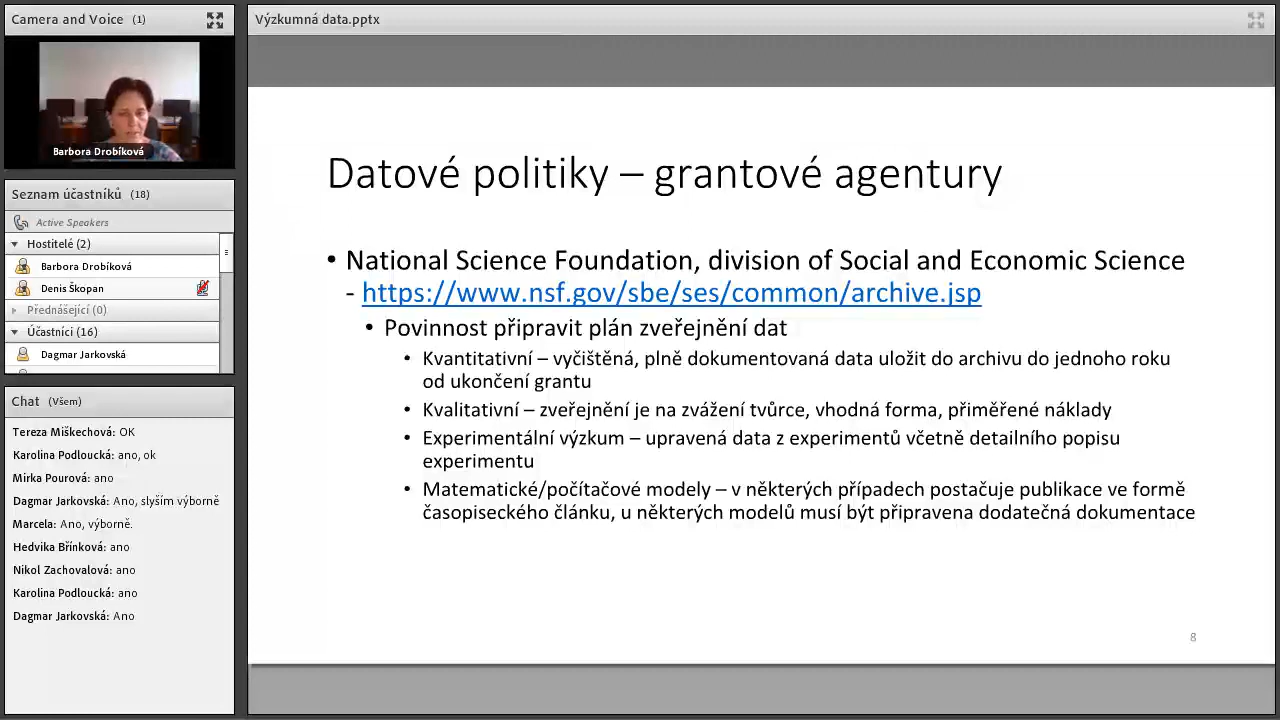 Camera and Voice (1)
Barbora Drobíková
Seznam účastníků (18)
Active Speakers
Hostitelé (2)
Barbora Drobíková
Denis Škopan
Přednášející (0)
Účastníci (16)
Dagmar Jarkovská
Chat (Všem)
Tereza Miškechová: OK
Karolina Podloucká: ano, ok
Mirka Pourová: ano
Dagmar Jarkovská: Ano, slyším výborně
Marcela: Ano, výborně.
Hedvika Břínková: ano
Nikol Zachovalová: ano
Karolina Podloucká: ano
Dagmar Jarkovská: Ano
Výzkumná data.pptx
Datové politiky – grantové agentury
• National Science Foundation, division of Social and Economic Science
- https://www.nsf.gov/sbe/ses/common/archive.jsp
• Povinnost připravit plán zveřejnění dat
• Kvantitativní – vyčištěná, plně dokumentovaná data uložit do archivu do jednoho roku
od ukončení grantu
• Kvalitativní – zveřejnění je na zvážení tvůrce, vhodná forma, přiměřené náklady
• Experimentální výzkum – upravená data z experimentů včetně detailního popisu
experimentu
• Matematické/počítačové modely – v některých případech postačuje publikace ve formě
časopiseckého článku, u některých modelů musí být připravena dodatečná dokumentace
8